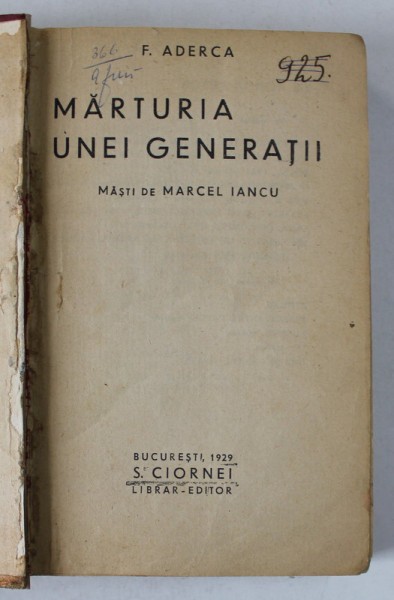 F. ADERCA
925.
MĂRTURIA
UNEI GENERAȚII
MĂȘTI DE MARCEL IANCU
BUCUREȘTI, 1929
S. CIORNEI
LIBRAR-EDITOR